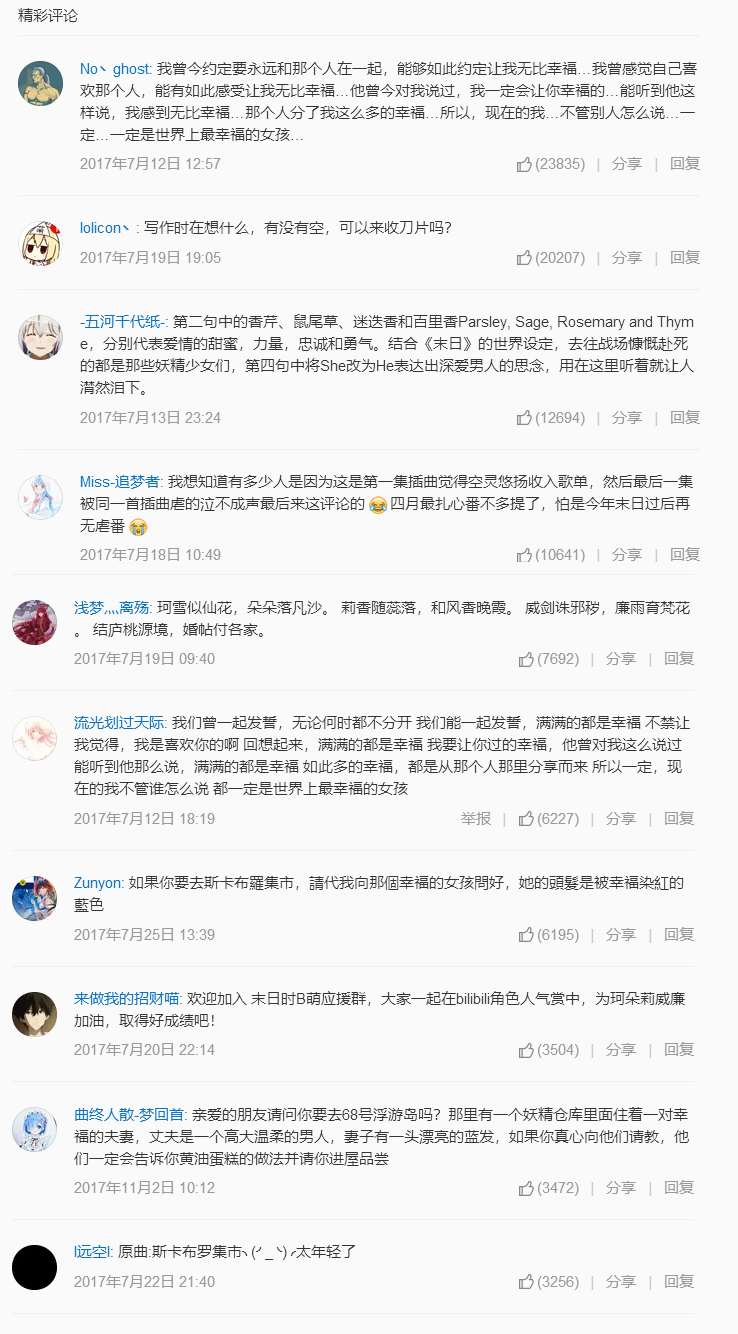 精彩评论
No丶ghost: 我曾今约定要永远和那个人在一起，能够如此约定让我无比幸福…我曾感觉自己喜
欢那个人，能有如此感受让我无比幸福…他曾今对我说过，我一定会让你幸福的…能听到他这
样说，我感到无比幸福…那个人分了我这么多的幸福…所以，现在的我…不管别人怎么说…一
定…一定是世界上最幸福的女孩…
2017年7月12日 12:57 (23835) | 分享 | 回复
lolicon丶: 写作时在想什么，有没有空，可以来收刀片吗？
2017年7月19日 19:05 (20207) | 分享 | 回复
-五河千代纸-: 第二句中的香芹、鼠尾草、迷迭香和百里香Parsley, Sage, Rosemary and Thym
e，分别代表爱情的甜蜜，力量，忠诚和勇气。结合《末日》的世界设定，去往战场慷慨赴死
的都是那些妖精少女们，第四句中将She改为He表达出深爱男人的思念，用在这里听着就让人
潸然泪下。
2017年7月13日 23:24 (12694) | 分享 | 回复
Miss-追梦者: 我想知道有多少人是因为这是第一集插曲觉得空灵悠扬收入歌单，然后最后一集
被同一首插曲虐的泣不成声最后来这评论的 😂 四月最扎心番不多提了，怕是今年末日过后再
无虐番 😭
2017年7月18日 10:49 (10641) | 分享 | 回复
浅梦灬离殇: 珂雪似仙花，朵朵落凡沙。 莉香随蕊落，和风香晚霞。 威剑诛邪秽，廉雨育梵花
。 结庐桃源境，婚帖付各家。
2017年7月19日 09:40 (7692) | 分享 | 回复
流光划过天际: 我们曾一起发誓，无论何时都不分开 我们能一起发誓，满满的都是幸福 不禁让
我觉得，我是喜欢你的啊 回想起来，满满的都是幸福 我要让你过的幸福，他曾对我这么说过
能听到他那么说，满满的都是幸福 如此多的幸福，都是从那个人那里分享而来 所以一定，现
在的我不管谁怎么说 都一定是世界上最幸福的女孩
2017年7月12日 18:19 举报 | (6227) | 分享 | 回复
Zunyon: 如果你要去斯卡布羅集市，請代我向那個幸福的女孩問好，她的頭髮是被幸福染紅的
藍色
2017年7月25日 13:39 (6195) | 分享 | 回复
来做我的招财喵: 欢迎加入 末日时B萌应援群，大家一起在bilibili角色人气赏中，为珂朵莉威廉
加油，取得好成绩吧！
2017年7月20日 22:14 (3504) | 分享 | 回复
曲终人散-梦回首: 亲爱的朋友请问你要去68号浮游岛吗？那里有一个妖精仓库里面住着一对幸
福的夫妻，丈夫是一个高大温柔的男人，妻子有一头漂亮的蓝发，如果你真心向他们请教，他
们一定会告诉你黄油蛋糕的做法并请你进屋品尝
2017年11月2日 10:12 (3472) | 分享 | 回复
l远空l: 原曲:斯卡布罗集市ヽ(´ _ `)ノ太年轻了
2017年7月22日 21:40 (3256) | 分享 | 回复